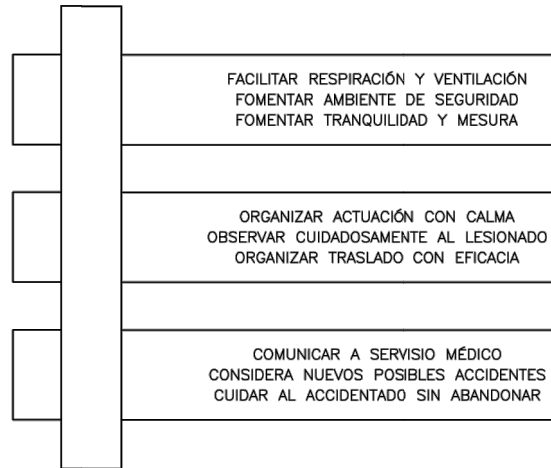 FACILITAR RESPIRACIÓN Y VENTILACIÓN
FOMENTAR AMBIENTE DE SEGURIDAD
FOMENTAR TRANQUILIDAD Y MESURA
ORGANIZAR ACTUACIÓN CON CALMA
OBSERVAR CUIDADOSAMENTE AL LESIONADO
ORGANIZAR TRASLADO CON EFICACIA
COMUNICAR A SERVISIO MÉDICO
CONSIDERA NUEVOS POSIBLES ACCIDENTES
CUIDAR AL ACCIDENTADO SIN ABANDONAR